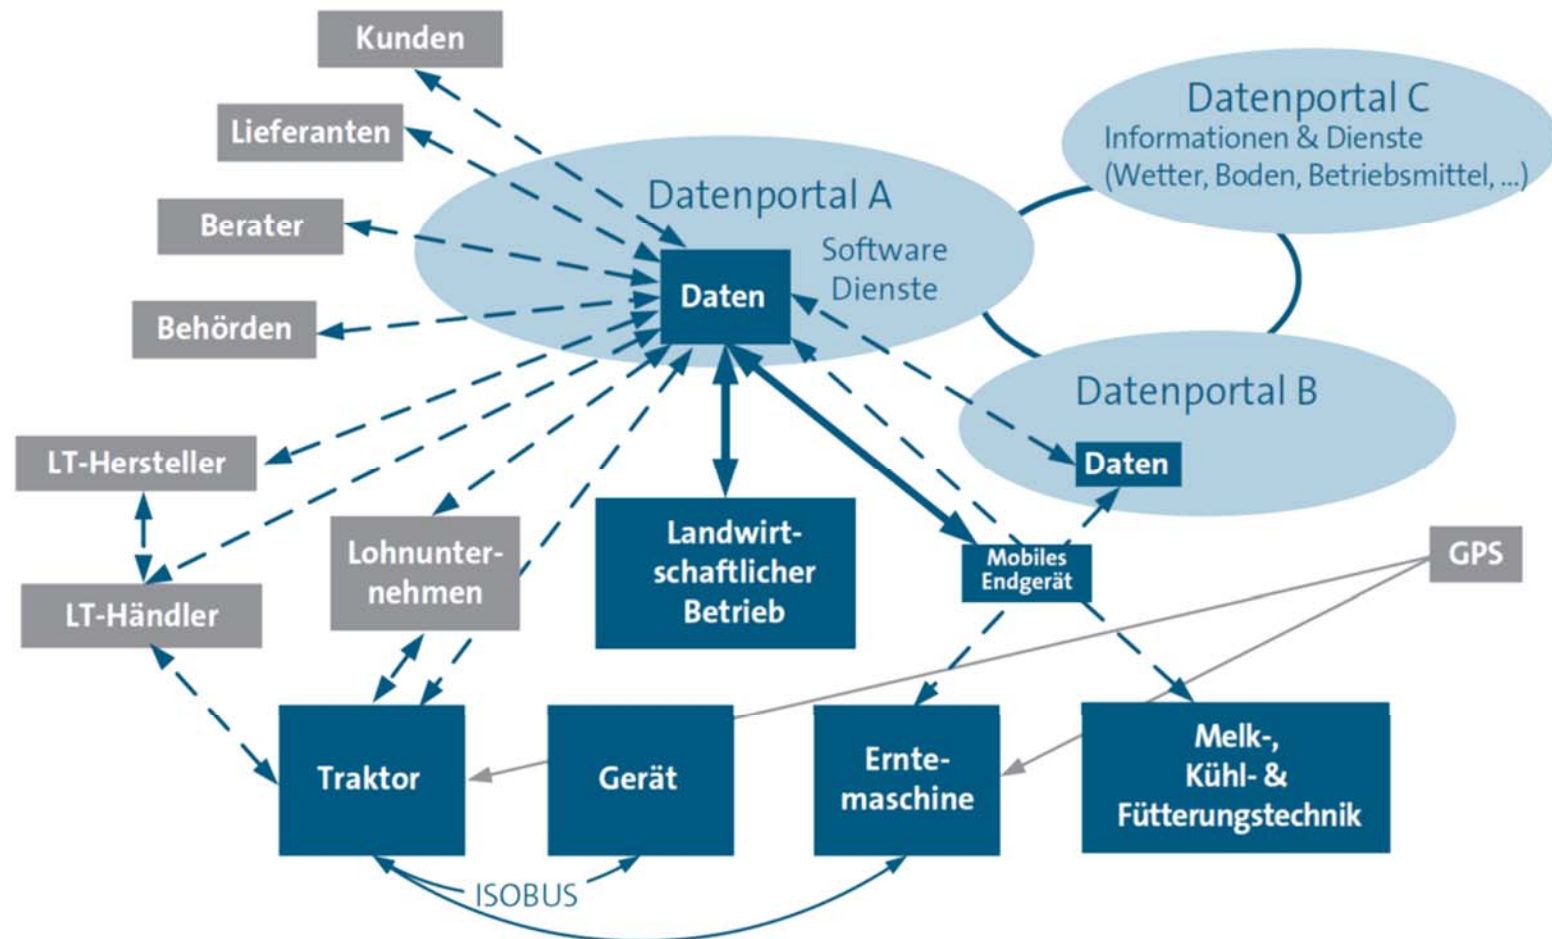 Kunden
Lieferanten
Berater
Behörden
Datenportal A
Software
Dienste
Daten
Datenportal C
Informationen & Dienste
(Wetter, Boden, Betriebsmittel, ...)
Datenportal B
Daten
LT-Hersteller
LT-Händler
Lohnunter-
nehmen
Landwirt-
schaftlicher
Betrieb
Mobiles
Endgerät
GPS
Traktor
Gerät
Ernte-
maschine
Melk-,
Kühl- &
Fütterungstechnik
ISOBUS